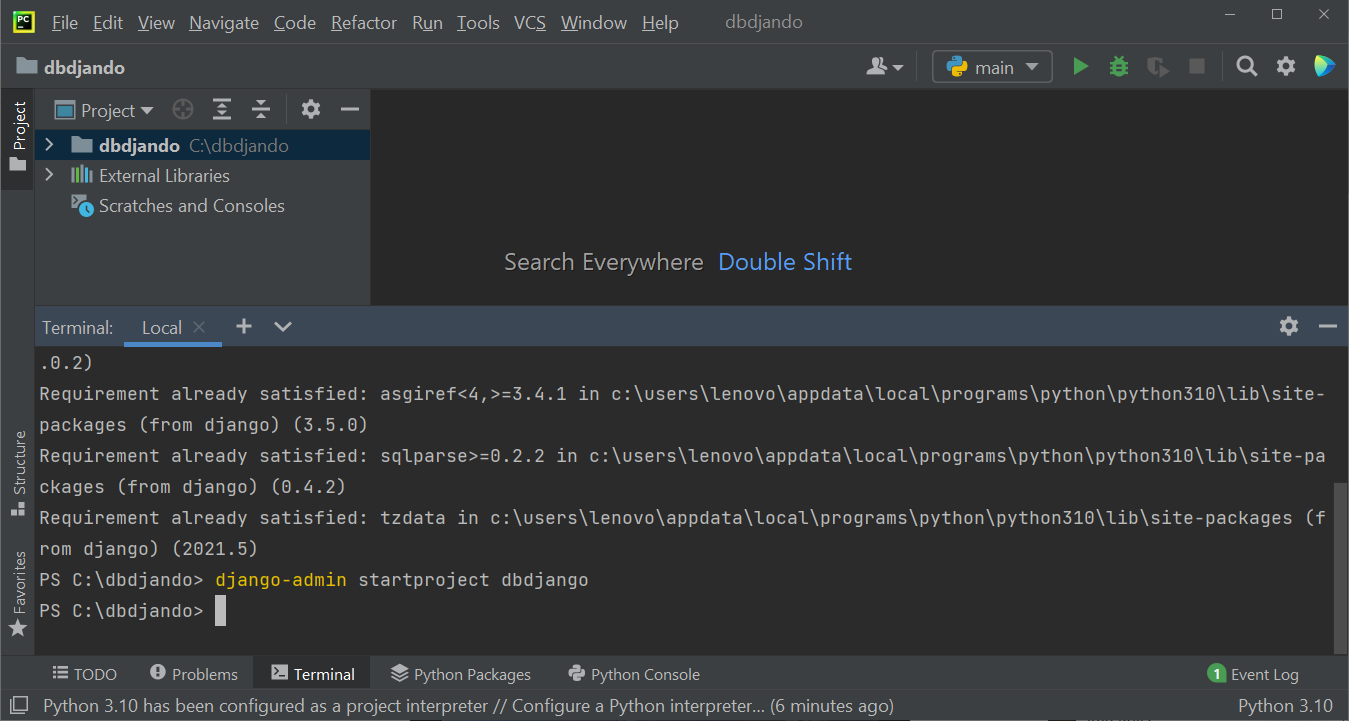 PC File Edit View Navigate Code Refactor Run Tools VCS Window Help dbdjando
dbdjando main
Project Project
dbdjando C:\dbdjando
External Libraries
Scratches and Consoles
Search Everywhere Double Shift
Terminal: Local
.0.2)
Requirement already satisfied: asgiref<4,>=3.4.1 in c:\users\lenovo\appdata\local\programs\python\python310\lib\site-
packages (from django) (3.5.0)
Requirement already satisfied: sqlparse>=0.2.2 in c:\users\lenovo\appdata\local\programs\python\python310\lib\site-pa
ckages (from django) (0.4.2)
Requirement already satisfied: tzdata in c:\users\lenovo\appdata\local\programs\python\python310\lib\site-packages (f
rom django) (2021.5)
PS C:\dbdjando> django-admin startproject dbdjango
PS C:\dbdjando>
Structure
Favorites
TODO Problems Terminal Python Packages Python Console 1 Event Log
Python 3.10 has been configured as a project interpreter // Configure a Python interpreter... (6 minutes ago) Python 3.10